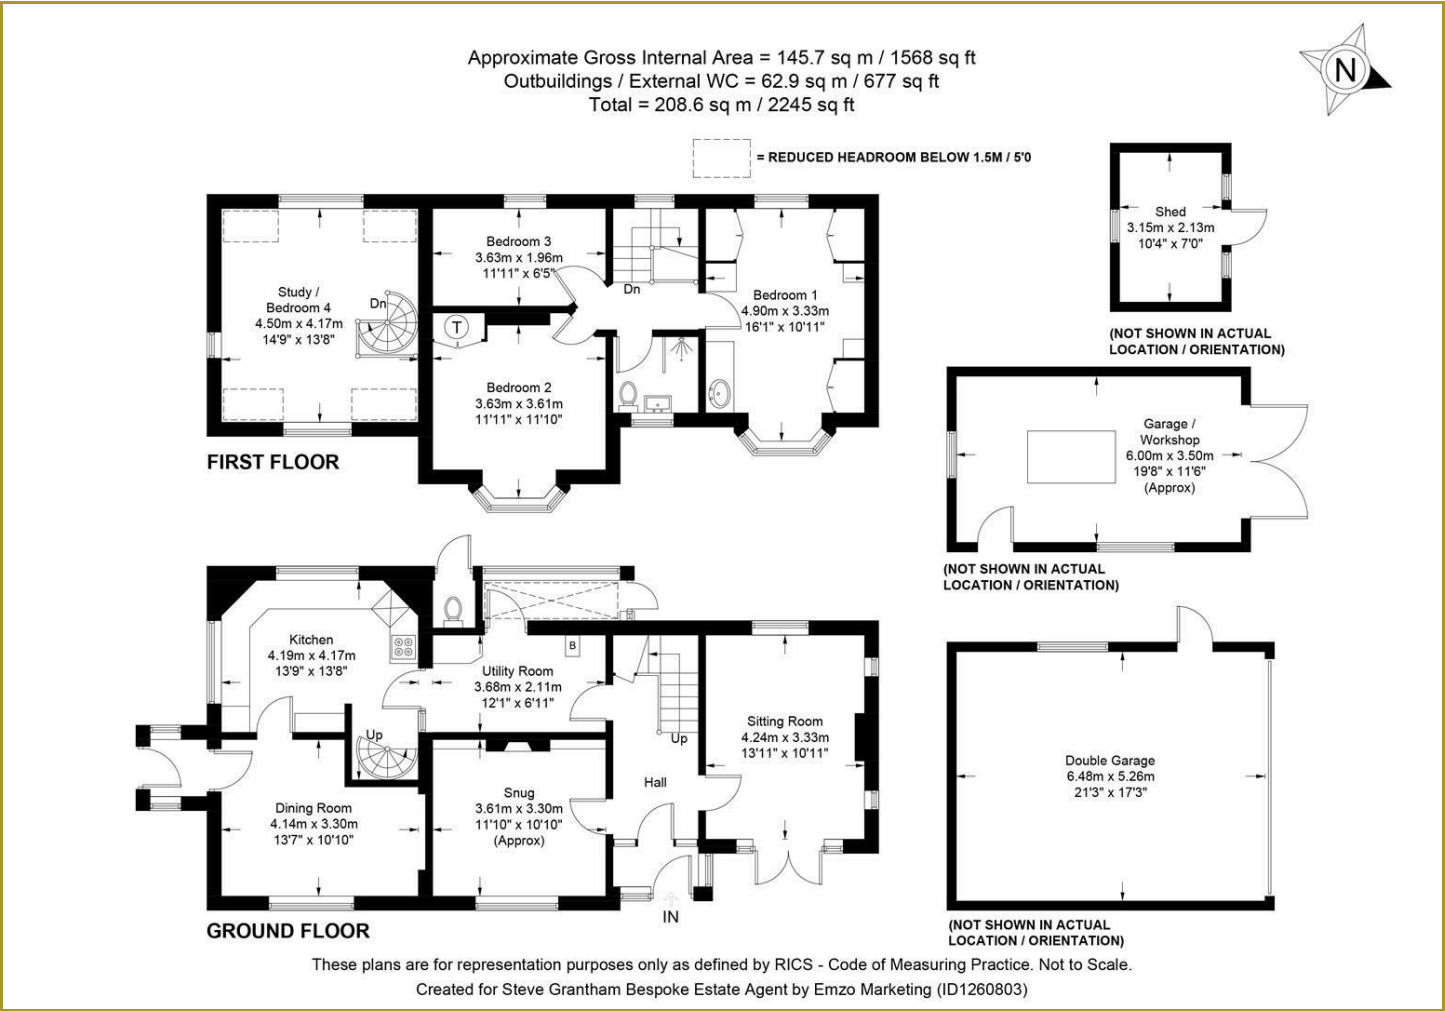 Approximate Gross Internal Area = 145.7 sq m / 1568 sq ft
Outbuildings / External WC = 62.9 sq m / 677 sq ft
Total = 208.6 sq m / 2245 sq ft
N
= REDUCED HEADROOM BELOW 1.5M / 5'0
Study /
Bedroom 4
4.50m x 4.17m
14'9" x 13'8"
Dn
Bedroom 3
3.63m x 1.96m
11'11" x 6'5"
Dn
T
Bedroom 2
3.63m x 3.61m
11'11" x 11'10"
Bedroom 1
4.90m x 3.33m
16'1" x 10'11"
FIRST FLOOR
Shed
3.15m x 2.13m
10'4" x 7'0"
(NOT SHOWN IN ACTUAL
LOCATION / ORIENTATION)
Garage /
Workshop
6.00m x 3.50m
19'8" x 11'6"
(Approx)
(NOT SHOWN IN ACTUAL
LOCATION / ORIENTATION)
Kitchen
4.19m x 4.17m
13'9" x 13'8"
Up
B
Utility Room
3.68m x 2.11m
12'1" x 6'11"
Dining Room
4.14m x 3.30m
13'7" x 10'10"
Snug
3.61m x 3.30m
11'10" x 10'10"
(Approx)
Up
Hall
Sitting Room
4.24m x 3.33m
13'11" x 10'11"
IN
GROUND FLOOR
Double Garage
6.48m x 5.26m
21'3" x 17'3"
(NOT SHOWN IN ACTUAL
LOCATION / ORIENTATION)
These plans are for representation purposes only as defined by RICS - Code of Measuring Practice. Not to Scale.
Created for Steve Grantham Bespoke Estate Agent by Emzo Marketing (ID1260803)